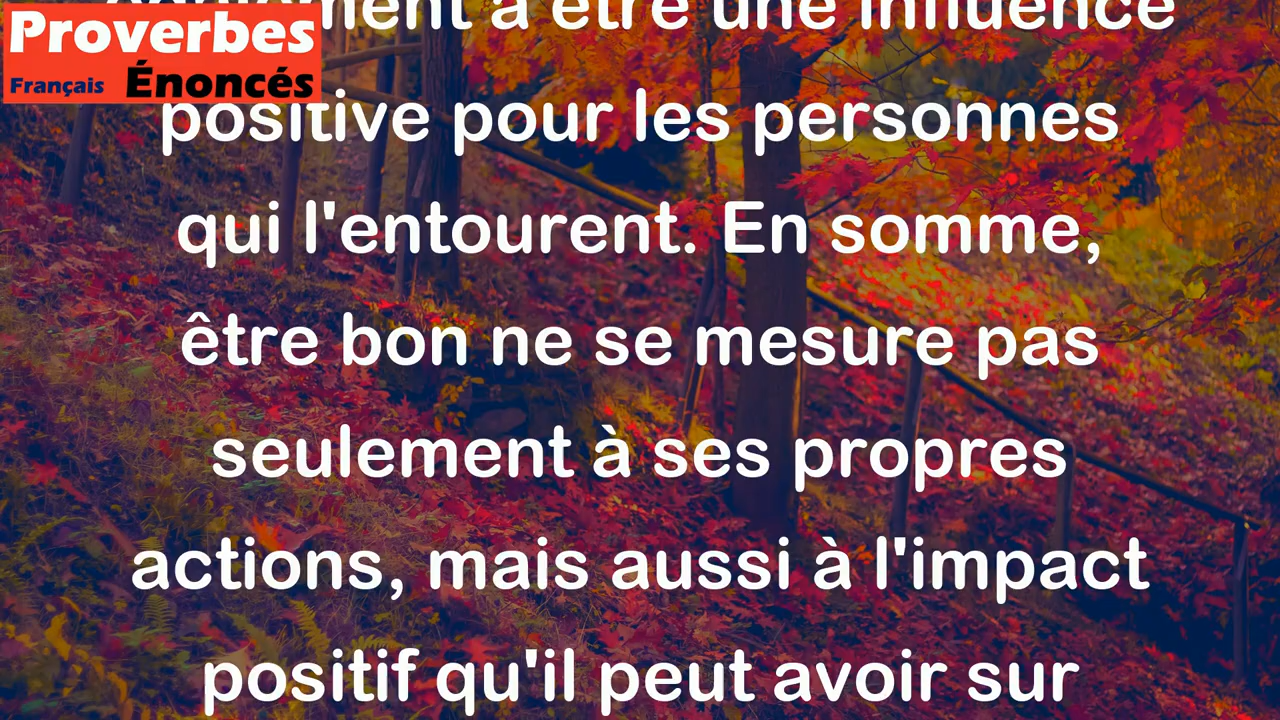 Proverbes
Français Énoncés
à être une influence
positive pour les personnes
qui l'entourent. En somme,
être bon ne se mesure pas
seulement à ses propres
actions, mais aussi à l'impact
positif qu'il peut avoir sur